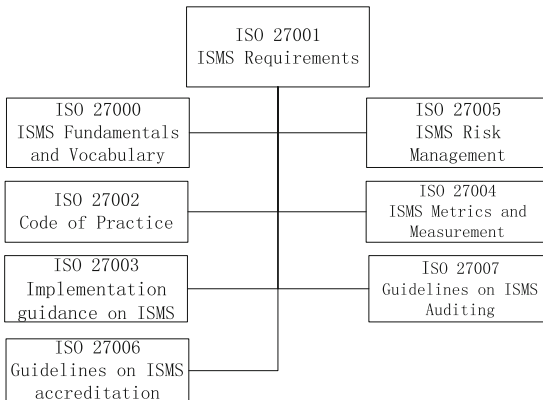 ISO 27001
ISMS Requirements
ISO 27000
ISMS Fundamentals
and Vocabulary
ISO 27005
ISMS Risk
Management
ISO 27002
Code of Practice
ISO 27004
ISMS Metrics and
Measurement
ISO 27003
Implementation
guidance on ISMS
ISO 27007
Guidelines on ISMS
Auditing
ISO 27006
Guidelines on ISMS
accreditation